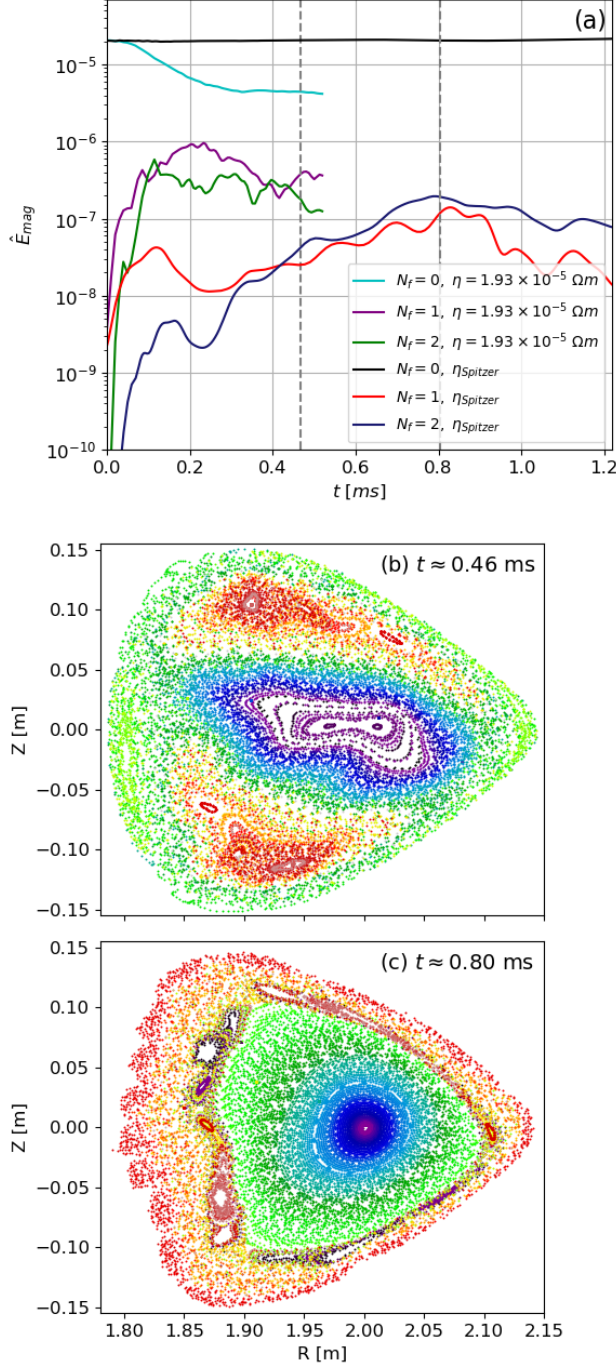 (a)
10⁻⁵
10⁻⁶
10⁻⁷
10⁻⁸
10⁻⁹
10⁻¹⁰
Ê_mag
N_f = 0, η = 1.93 × 10⁻⁵ Ωm
N_f = 1, η = 1.93 × 10⁻⁵ Ωm
N_f = 2, η = 1.93 × 10⁻⁵ Ωm
N_f = 0, η_Spitzer
N_f = 1, η_Spitzer
N_f = 2, η_Spitzer
0.0 0.2 0.4 0.6 0.8 1.0 1.2
t [ms]
(b) t ≈ 0.46 ms
0.15
0.10
0.05
0.00
−0.05
−0.10
−0.15
Z [m]
(c) t ≈ 0.80 ms
0.15
0.10
0.05
0.00
−0.05
−0.10
−0.15
Z [m]
1.80 1.85 1.90 1.95 2.00 2.05 2.10 2.15
R [m]